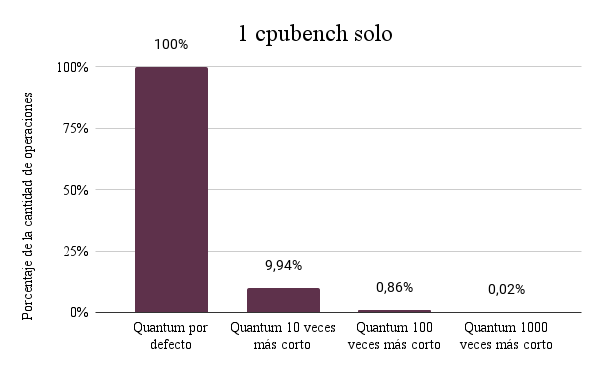 1 cpubench solo
Porcentaje de la cantidad de operaciones
100%
75%
50%
25%
0%
100%
9,94%
0,86%
0,02%
Quantum por
defecto
Quantum 10 veces
más corto
Quantum 100
veces más corto
Quantum 1000
veces más corto